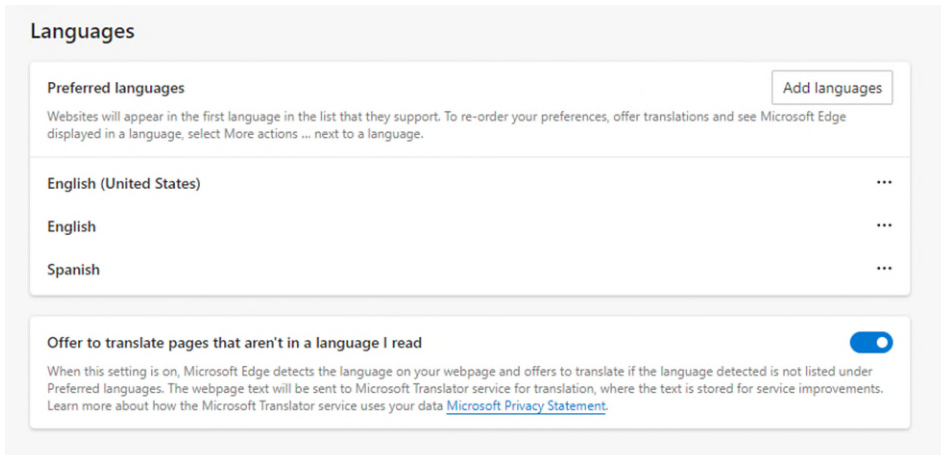 Languages
Preferred languages
Add languages
Websites will appear in the first language in the list that they support. To re-order your preferences, offer translations and see Microsoft Edge
displayed in a language, select More actions ... next to a language.
English (United States)
English
Spanish
Offer to translate pages that aren't in a language I read
When this setting is on, Microsoft Edge detects the language on your webpage and offers to translate if the language detected is not listed under
Preferred languages. The webpage text will be sent to Microsoft Translator service for translation, where the text is stored for service improvements.
Learn more about how the Microsoft Translator service uses your data Microsoft Privacy Statement.